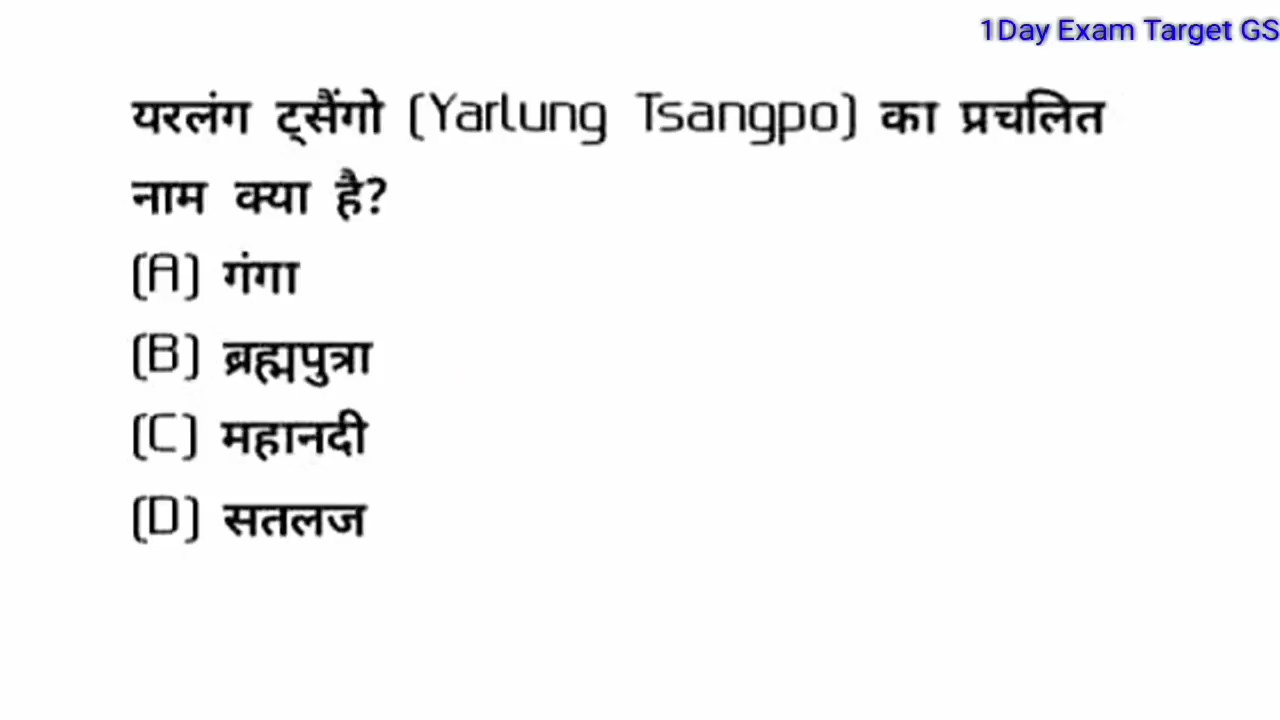 1Day Exam Target GS
यरलंग ट्सैंगो (Yarlung Tsangpo) का प्रचलित
नाम क्या है?
(A) गंगा
(B) ब्रह्मपुत्रा
(C) महानदी
(D) सतलज